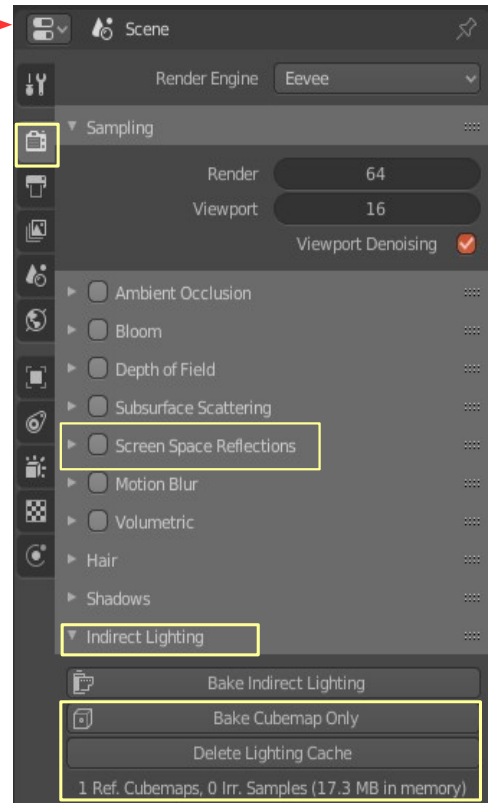 Scene
Render Engine Eevee
Sampling
Render 64
Viewport 16
Viewport Denoising
Ambient Occlusion
Bloom
Depth of Field
Subsurface Scattering
Screen Space Reflections
Motion Blur
Volumetric
Hair
Shadows
Indirect Lighting
Bake Indirect Lighting
Bake Cubemap Only
Delete Lighting Cache
1 Ref. Cubemaps, 0 Irr. Samples (17.3 MB in memory)